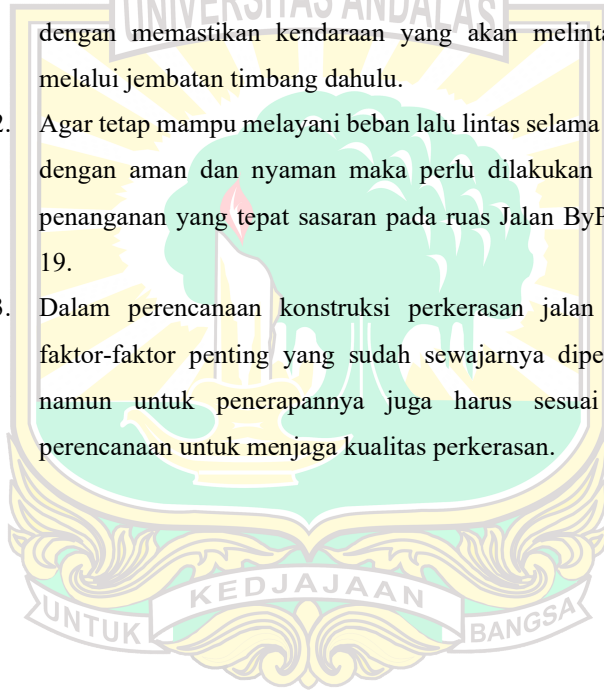 UNIVERSITAS ANDALAS
dengan memastikan kendaraan yang akan
melalui jembatan timbang dahulu.
2. Agar tetap mampu melayani beban lalu lintas selama
dengan aman dan nyaman maka perlu dilakukan
penanganan yang tepat sasaran pada ruas Jalan
19.
3. Dalam perencanaan konstruksi perkerasan jalan
faktor-faktor penting yang sudah sewajarnya
namun untuk penerapannya juga harus sesuai
perencanaan untuk menjaga kualitas perkerasan.
KEDJAJAAN
UNTUK BANGSA